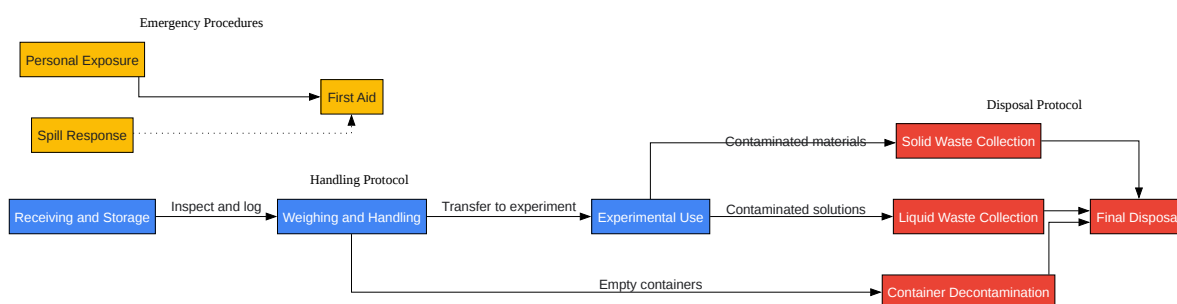 Emergency Procedures
Personal Exposure
First Aid
Spill Response
Disposal Protocol
Contaminated materials
Solid Waste Collection
Handling Protocol
Receiving and Storage
Inspect and log
Weighing and Handling
Transfer to experiment
Experimental Use
Contaminated solutions
Liquid Waste Collection
Final Disposa
Empty containers
Container Decontamination